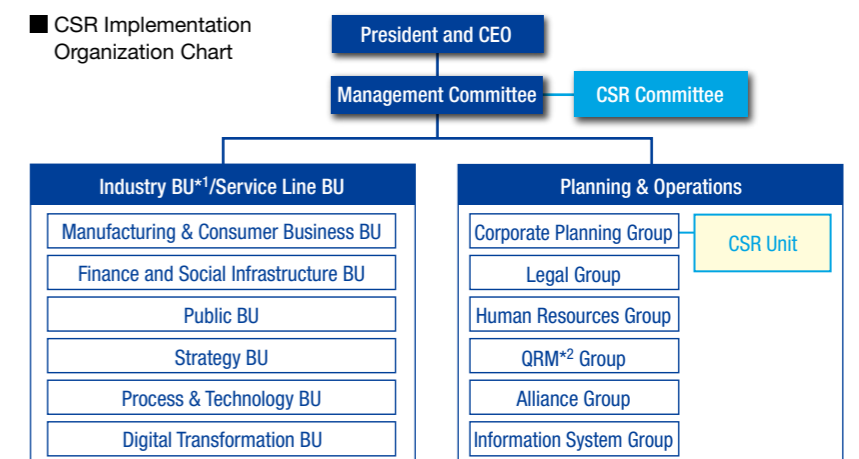 ■ CSR Implementation
Organization Chart
President and CEO
Management Committee
CSR Committee
Industry BU*1/Service Line BU
Manufacturing & Consumer Business BU
Finance and Social Infrastructure BU
Public BU
Strategy BU
Process & Technology BU
Digital Transformation BU
Planning & Operations
Corporate Planning Group
CSR Unit
Legal Group
Human Resources Group
QRM*2 Group
Alliance Group
Information System Group